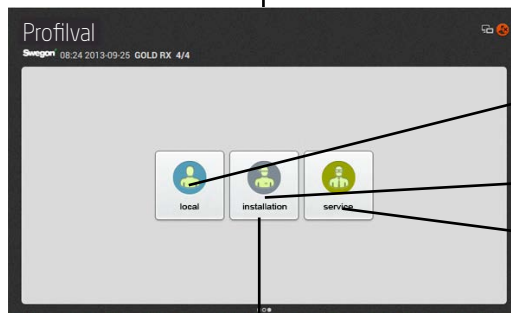 Profilval
Swegon 08:24 2013-09-25 GOLD RX 4/4
local installation service